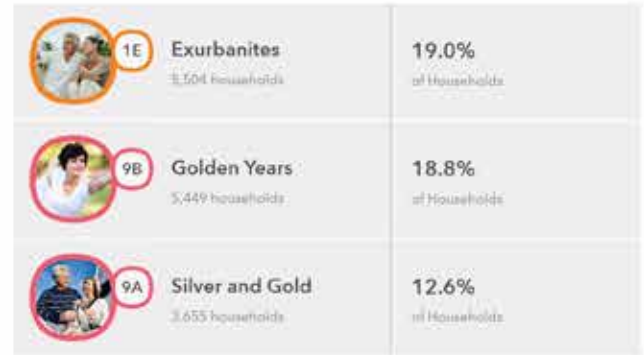 1E
Exurbanites
5,504 households
19.0%
of Households
9B
Golden Years
5,449 households
18.8%
of Households
9A
Silver and Gold
3,655 households
12.6%
of Households